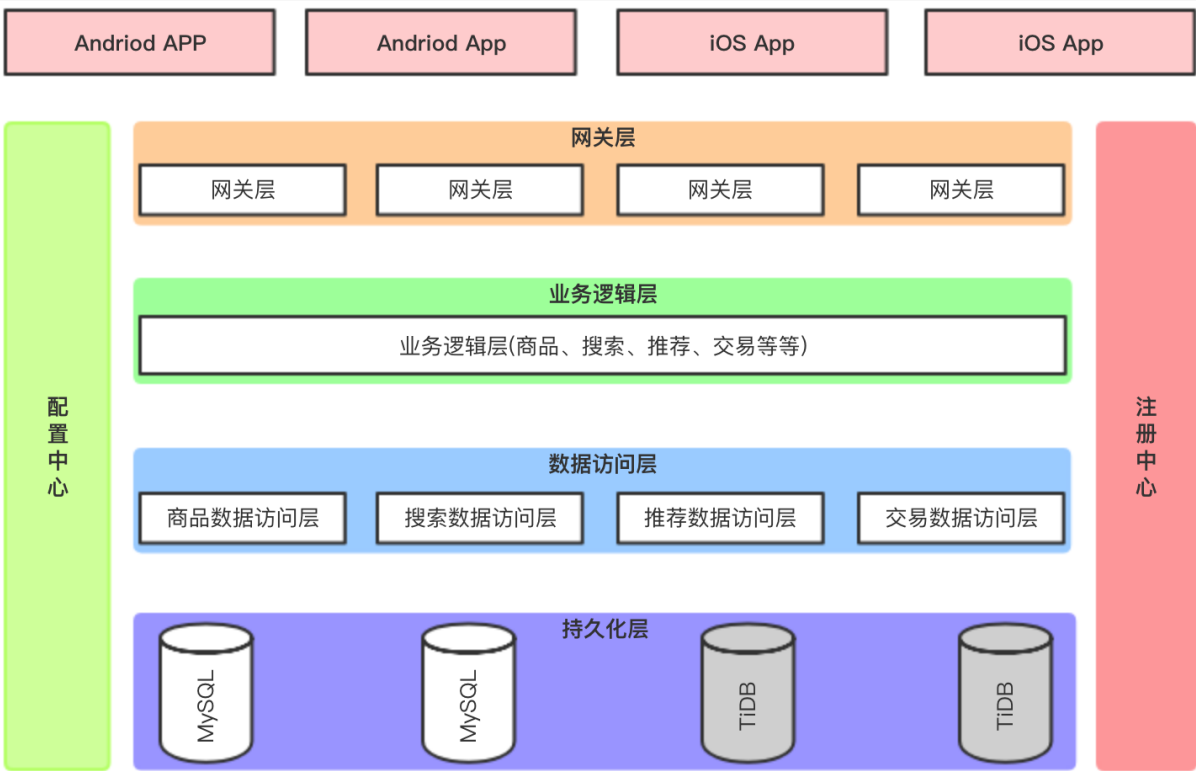 Andriod APP
Andriod App
iOS App
iOS App
网关层
网关层
网关层
网关层
网关层
业务逻辑层
业务逻辑层(商品、搜索、推荐、交易等等)
配置中心
注册中心
数据访问层
商品数据访问层
搜索数据访问层
推荐数据访问层
交易数据访问层
持久化层
MySQL
MySQL
TiDB
TiDB